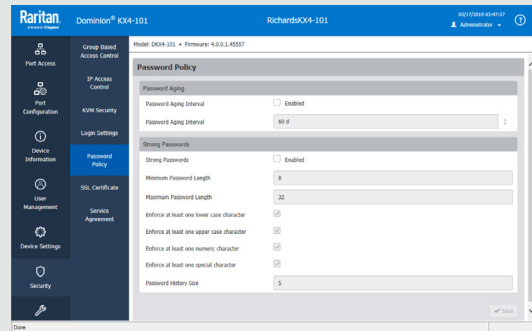 Raritan.
A brand of legrand
Dominion® KX4-101
RichardsKX4-101
03/17/2019 03:47:27
Administrator
Port Access
Port
Configuration
Device
Information
User
Management
Device Settings
Security
Group Based
Access Control
IP Access
Control
KVM Security
Login Settings
Password
Policy
SSL Certificate
Service
Agreement
Model: DKX4-101 • Firmware: 4.0.0.1.45557
Password Policy
Password Aging
Password Aging Interval Enabled
Password Aging Interval 60 d
Strong Passwords
Strong Passwords Enabled
Minimum Password Length 8
Maximum Password Length 32
Enforce at least one lower case character
Enforce at least one upper case character
Enforce at least one numeric character
Enforce at least one special character
Password History Size 5
Save
Done